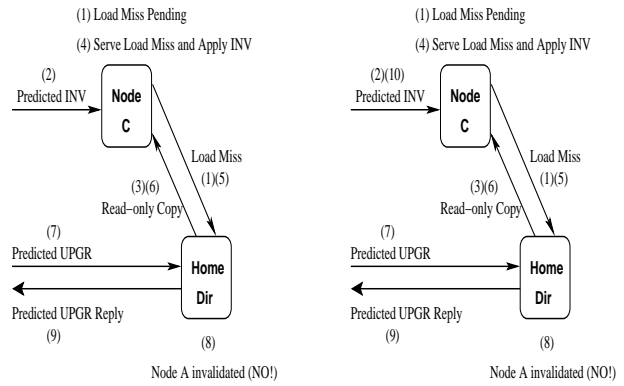 (1) Load Miss Pending
(4) Serve Load Miss and Apply INV
(2)
Predicted INV
Node
C
Load Miss
(1)(5)
(3)(6)
Read−only Copy
(7)
Predicted UPGR
Home
Dir
Predicted UPGR Reply
(9)
(8)
Node A invalidated (NO!)
(1) Load Miss Pending
(4) Serve Load Miss and Apply INV
(2)(10)
Predicted INV
Node
C
Load Miss
(1)(5)
(3)(6)
Read−only Copy
(7)
Predicted UPGR
Home
Dir
Predicted UPGR Reply
(9)
(8)
Node A invalidated (NO!)